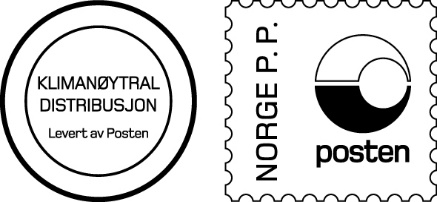 KLIMANØYTRAL
DISTRIBUSJON
Levert av Posten
NORGE P. P.
posten